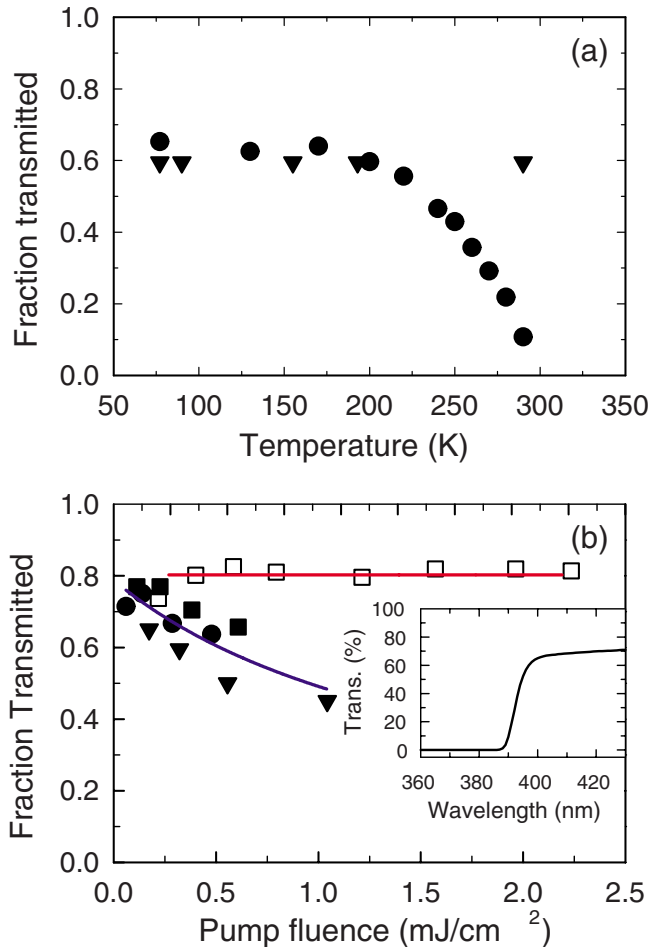 1.0
0.8
0.6
0.4
0.2
0.0
Fraction transmitted
(a)
50 100 150 200 250 300 350
Temperature (K)
1.0
0.8
0.6
0.4
0.2
0.0
Fraction Transmitted
(b)
100
80
60
40
20
0
Trans. (%)
360 380 400 420
Wavelength (nm)
0.0 0.5 1.0 1.5 2.0 2.5
Pump fluence (mJ/cm ²)